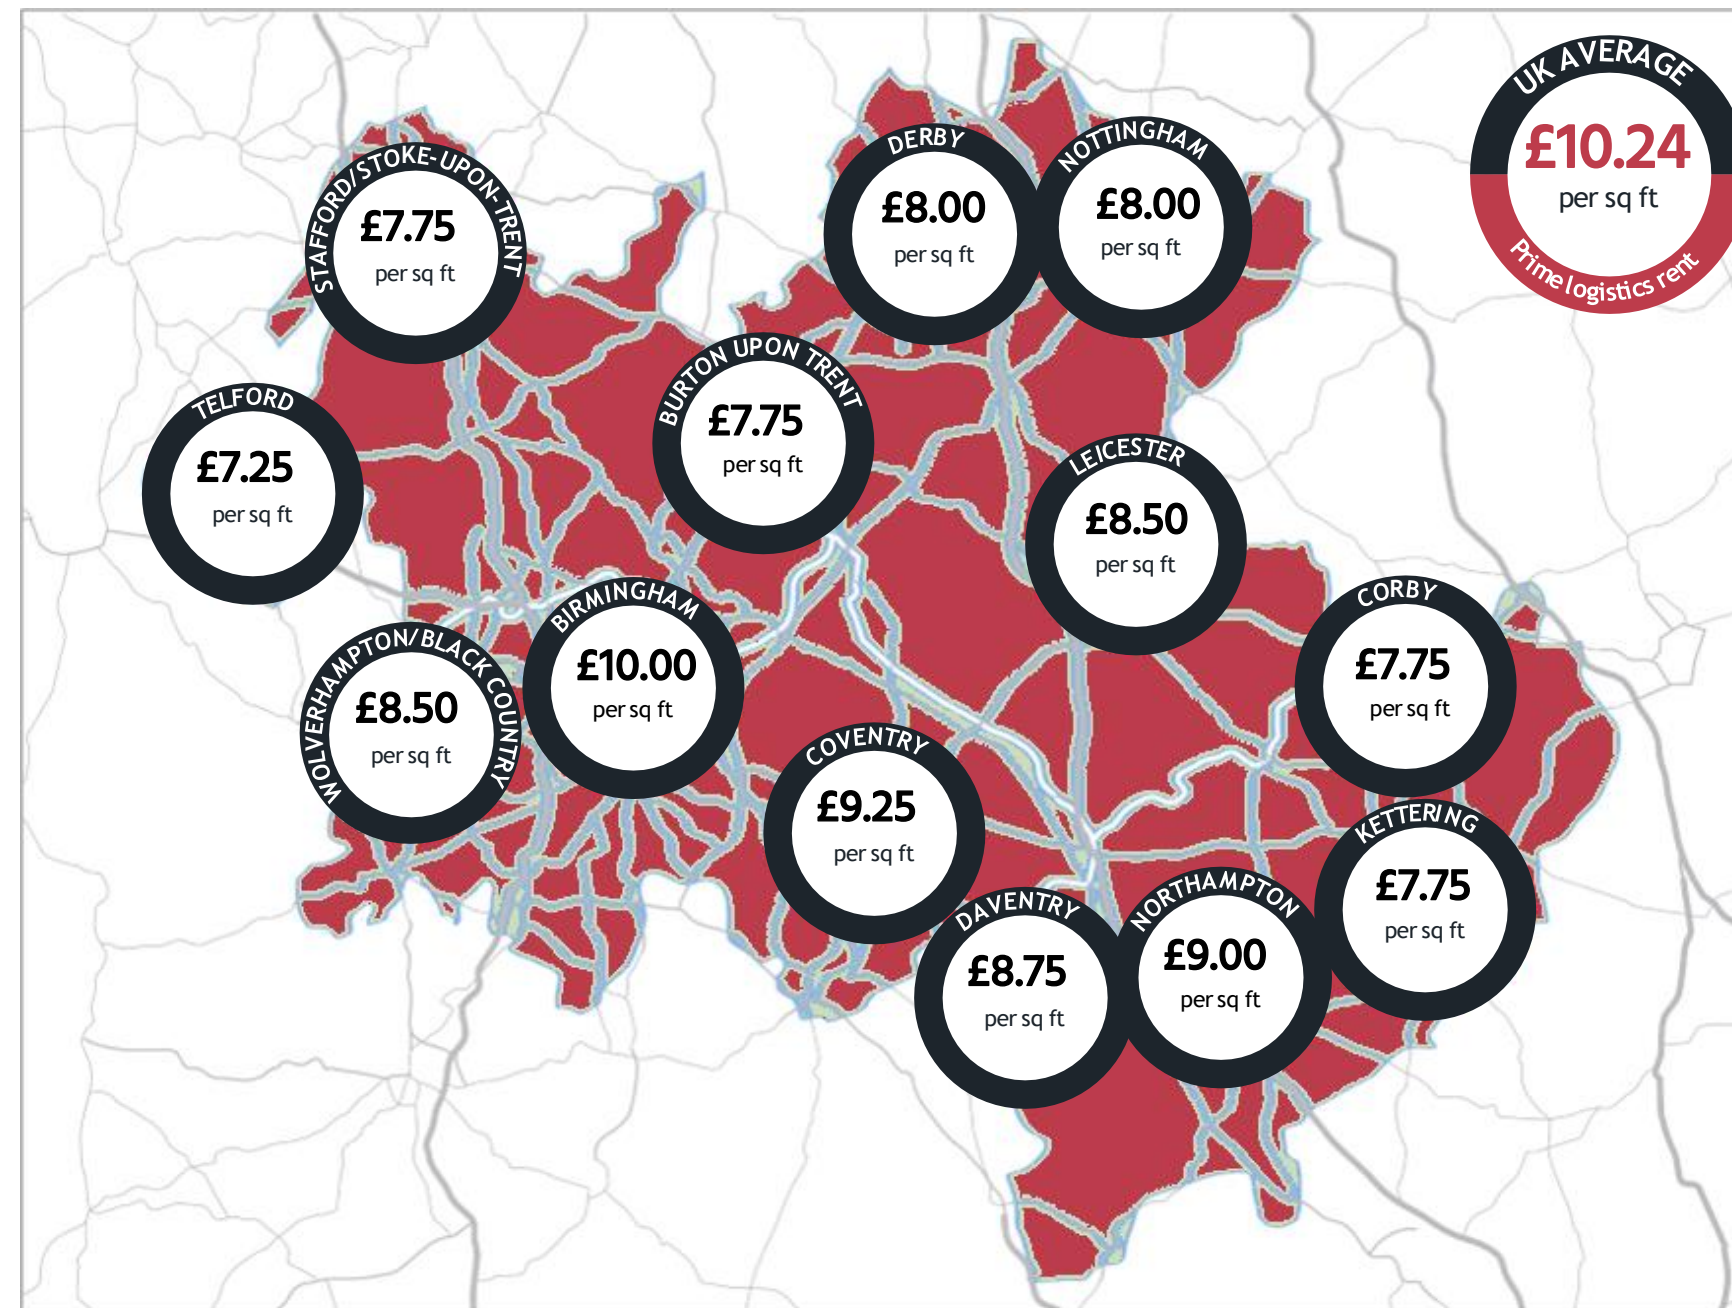 UK AVERAGE
£10.24
per sq ft
Prime logistics rent
STAFFORD/STOKE-UPON-TRENT
£7.75
per sq ft
DERBY
£8.00
per sq ft
NOTTINGHAM
£8.00
per sq ft
TELFORD
£7.25
per sq ft
BURTON UPON TRENT
£7.75
per sq ft
LEICESTER
£8.50
per sq ft
WOLVERHAMPTON/BLACK COUNTRY
£8.50
per sq ft
BIRMINGHAM
£10.00
per sq ft
CORBY
£7.75
per sq ft
COVENTRY
£9.25
per sq ft
KETTERING
£7.75
per sq ft
DAVENTRY
£8.75
per sq ft
NORTHAMPTON
£9.00
per sq ft